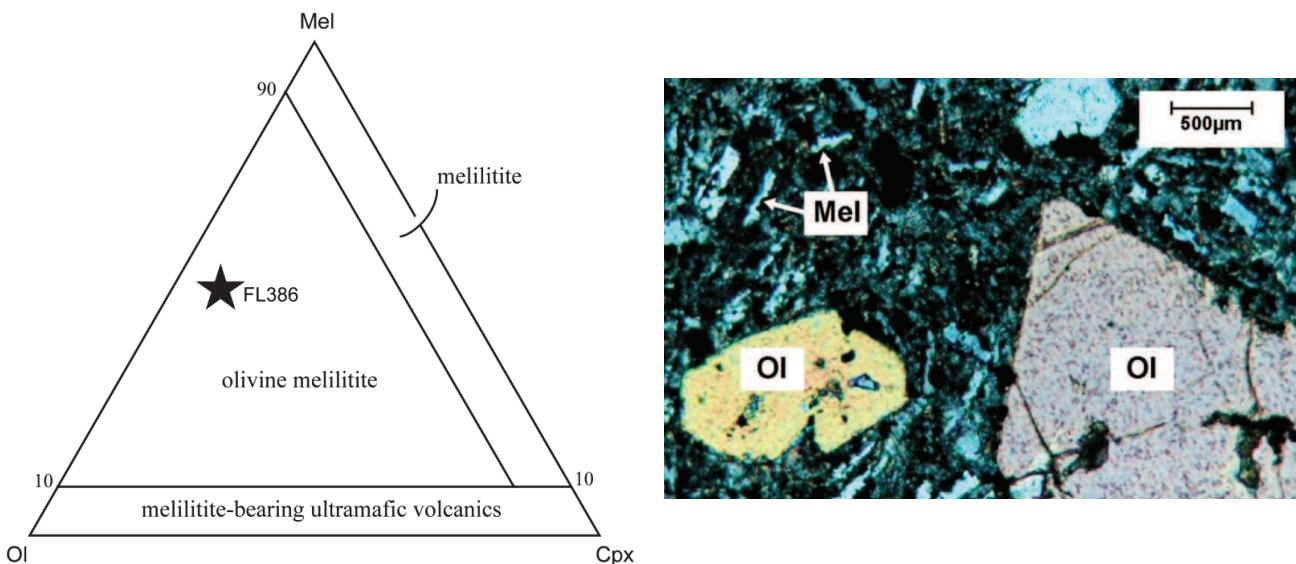 Mel
90
melilitite
FL386
olivine melilitite
10
10
melilitite-bearing ultramafic volcanics
Ol
Cpx
500µm
Mel
Ol
Ol